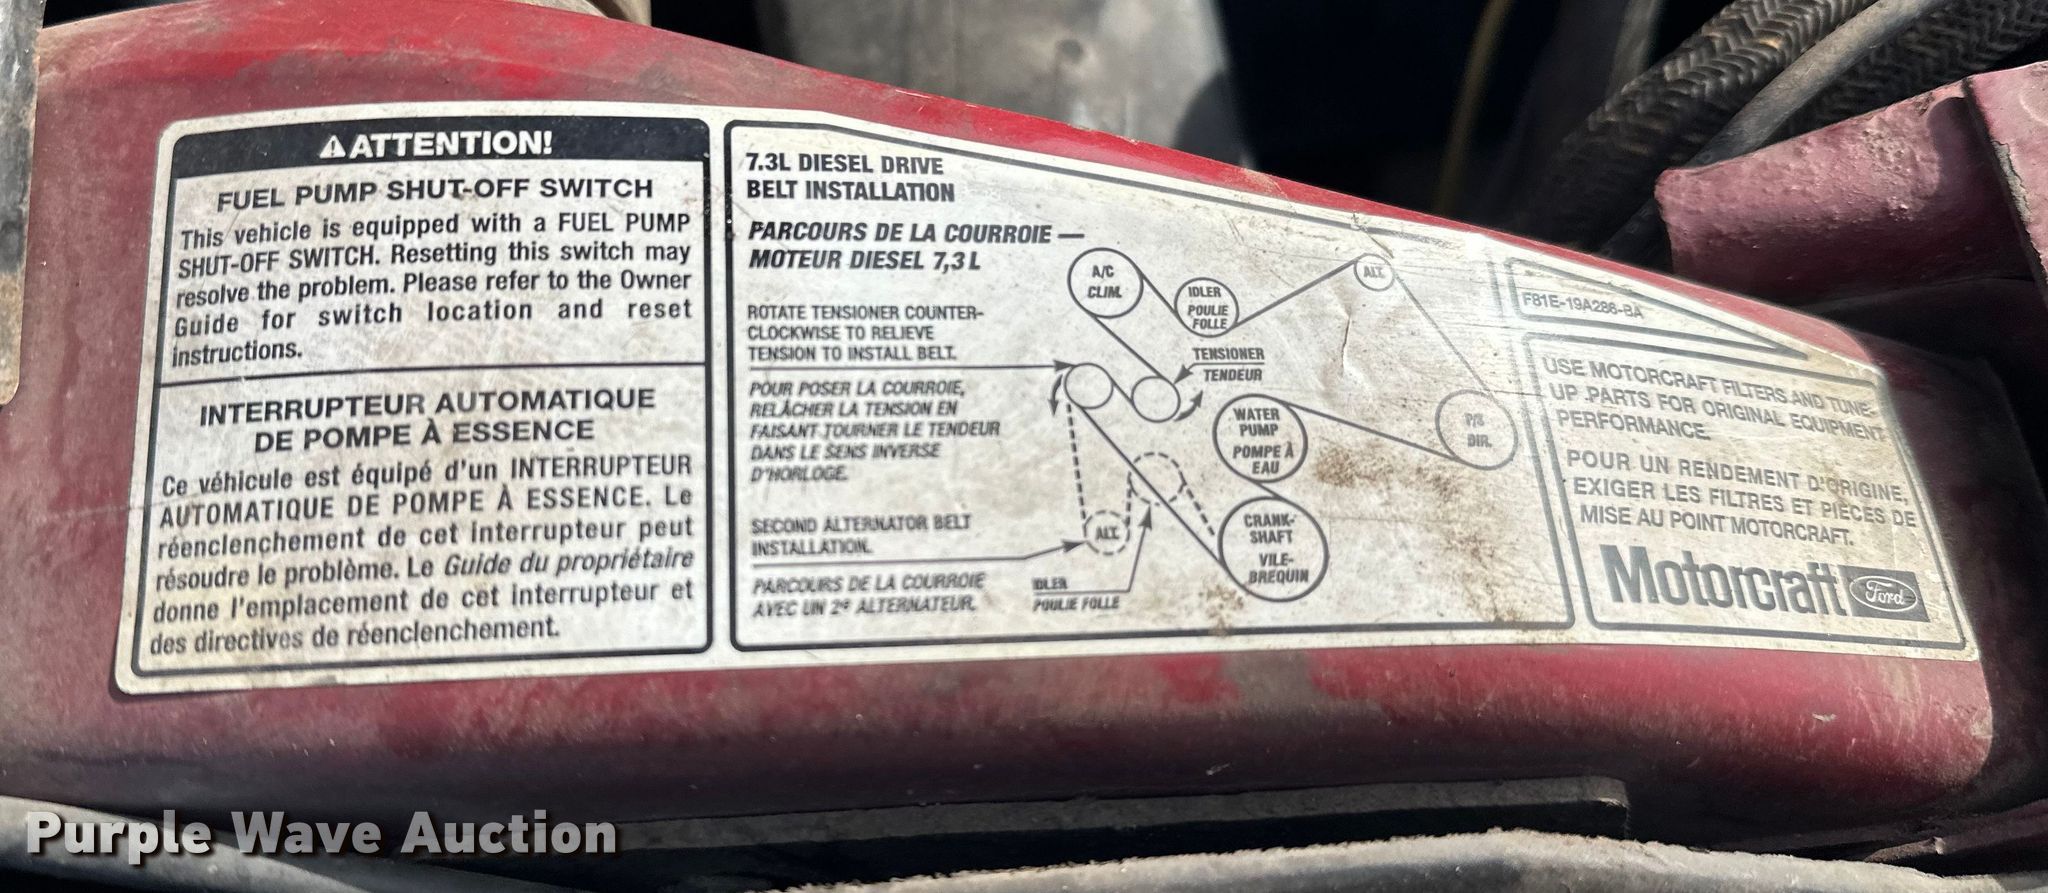 ATTENTION!
FUEL PUMP SHUT-OFF SWITCH
This vehicle is equipped with a FUEL PUMP
SHUT-OFF SWITCH. Resetting this switch may
resolve the problem. Please refer to the Owner
Guide for switch location and reset
instructions.
INTERRUPTEUR AUTOMATIQUE
DE POMPE À ESSENCE
Ce véhicule est équipé d'un INTERRUPTEUR
AUTOMATIQUE DE POMPE À ESSENCE. Le
réenclenchement de cet interrupteur peut
résoudre le problème. Le Guide du propriétaire
donne l'emplacement de cet interrupteur et
des directives de réenclenchement.
7.3L DIESEL DRIVE
BELT INSTALLATION
PARCOURS DE LA COURROIE —
MOTEUR DIESEL 7,3 L
ROTATE TENSIONER COUNTER-
CLOCKWISE TO RELIEVE
TENSION TO INSTALL BELT.
POUR POSER LA COURROIE,
RELÂCHER LA TENSION EN
FAISANT TOURNER LE TENDEUR
DANS LE SENS INVERSE
D'HORLOGE.
SECOND ALTERNATOR BELT
INSTALLATION.
PARCOURS DE LA COURROIE
AVEC UN 2e ALTERNATEUR.
A/C
CLIM.
IDLER
POULIE
FOLLE
ALT.
TENSIONER
TENDEUR
WATER
PUMP
POMPE À
EAU
P/S
DIR.
CRANK-
SHAFT
VILE-
BREQUIN
ALT.
IDLER
POULIE FOLLE
F81E-19A286-BA
USE MOTORCRAFT FILTERS AND TUNE-
UP PARTS FOR ORIGINAL EQUIPMENT
PERFORMANCE.
POUR UN RENDEMENT D'ORIGINE,
EXIGER LES FILTRES ET PIÈCES DE
MISE AU POINT MOTORCRAFT.
Motorcraft Ford
Purple Wave Auction